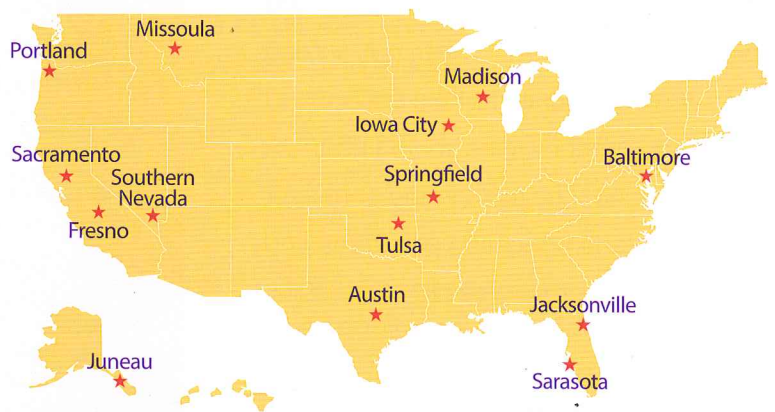 Missoula
Portland
Madison
Iowa City
Sacramento
Southern
Nevada
Springfield
Baltimore
Fresno
Tulsa
Austin
Jacksonville
Juneau
Sarasota